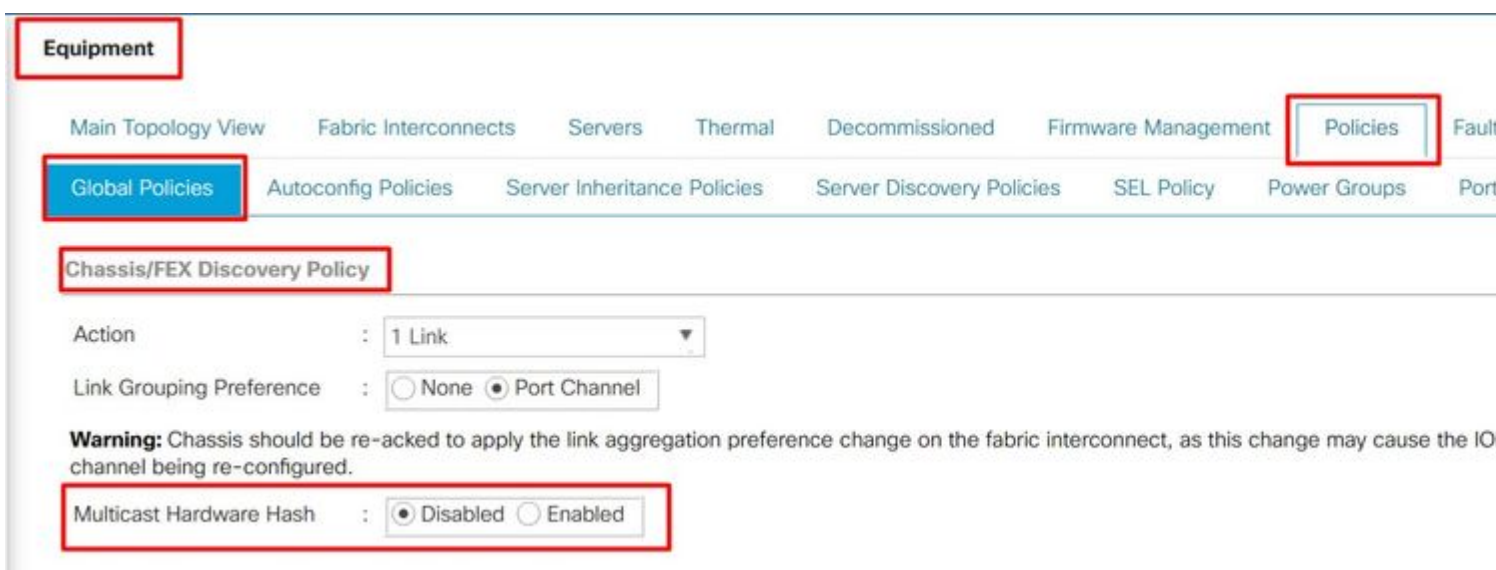 Equipment
Main Topology View Fabric Interconnects Servers Thermal Decommissioned Firmware Management Policies Fault
Global Policies Autoconfig Policies Server Inheritance Policies Server Discovery Policies SEL Policy Power Groups Port
Chassis/FEX Discovery Policy
Action : 1 Link
Link Grouping Preference : None Port Channel
Warning: Chassis should be re-acked to apply the link aggregation preference change on the fabric interconnect, as this change may cause the IO
channel being re-configured.
Multicast Hardware Hash : Disabled Enabled